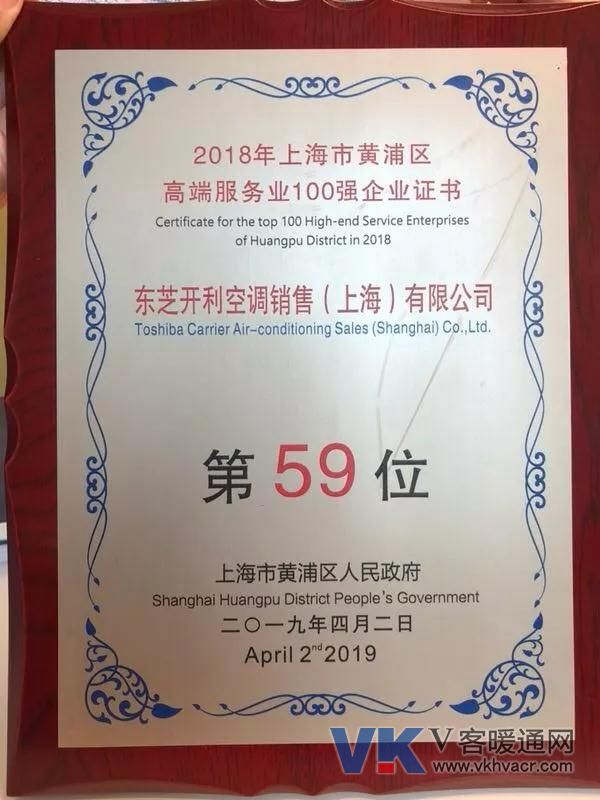 2018年上海市黄浦区
高端服务业100强企业证书
Certificate for the top 100 High-end Service Enterprises
of Huangpu District in 2018
东芝开利空调销售（上海）有限公司
Toshiba Carrier Air-conditioning Sales (Shanghai) Co.,Ltd.
第 59 位
上海市黄浦区人民政府
Shanghai Huangpu District People's Government
二〇一九年四月二日
April 2nd 2019
VK V客暖通网
www.vkhvacr.com